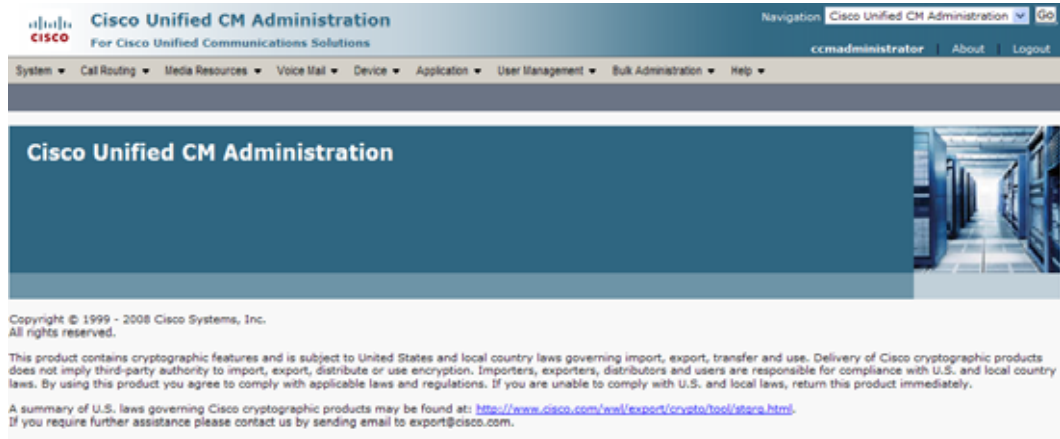 Cisco Unified CM Administration
Navigation Cisco Unified CM Administration Go
CISCO
For Cisco Unified Communications Solutions
ccmadministrator | About | Logout
System Call Routing Media Resources Voice Mail Device Application User Management Bulk Administration Help
Cisco Unified CM Administration
Copyright © 1999 - 2008 Cisco Systems, Inc.
All rights reserved.
This product contains cryptographic features and is subject to United States and local country laws governing import, export, transfer and use. Delivery of Cisco cryptographic products
does not imply third-party authority to import, export, distribute or use encryption. Importers, exporters, distributors and users are responsible for compliance with U.S. and local country
laws. By using this product you agree to comply with applicable laws and regulations. If you are unable to comply with U.S. and local laws, return this product immediately.
A summary of U.S. laws governing Cisco cryptographic products may be found at: http://www.cisco.com/wwl/export/crypto/tool/stqrg.html.
If you require further assistance please contact us by sending email to export@cisco.com.